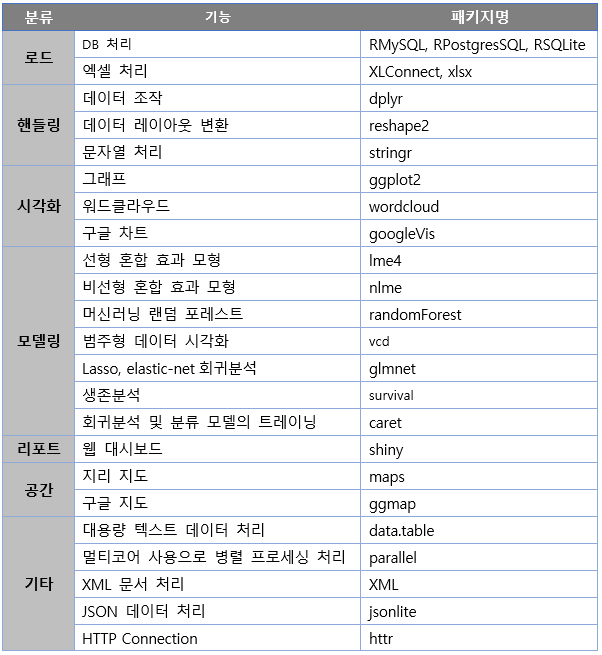 분류 기능 패키지명
로드 DB 처리 RMySQL, RPostgresSQL, RSQLite
엑셀 처리 XLConnect, xlsx
핸들링 데이터 조작 dplyr
데이터 레이아웃 변환 reshape2
문자열 처리 stringr
시각화 그래프 ggplot2
워드클라우드 wordcloud
구글 차트 googleVis
모델링 선형 혼합 효과 모형 lme4
비선형 혼합 효과 모형 nlme
머신러닝 랜덤 포레스트 randomForest
범주형 데이터 시각화 vcd
Lasso, elastic-net 회귀분석 glmnet
생존분석 survival
회귀분석 및 분류 모델의 트레이닝 caret
리포트 웹 대시보드 shiny
공간 지리 지도 maps
구글 지도 ggmap
기타 대용량 텍스트 데이터 처리 data.table
멀티코어 사용으로 병렬 프로세싱 처리 parallel
XML 문서 처리 XML
JSON 데이터 처리 jsonlite
HTTP Connection httr